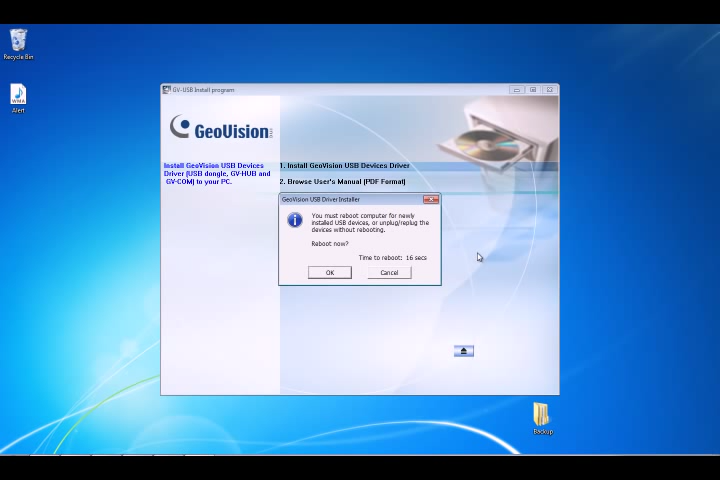 Recycle Bin
WMA
Alert
GV-USB Install program
GeoVision
Install GeoVision USB Devices
Driver (USB dongle, GV-HUB and
GV-COM) to your PC.
1. Install GeoVision USB Devices Driver
2. Browse User's Manual (PDF Format)
GeoVision USB Driver Installer
You must reboot computer for newly
installed USB devices, or unplug/replug the
devices without rebooting.
Reboot now?
Time to reboot: 16 secs
OK
Cancel
Backup